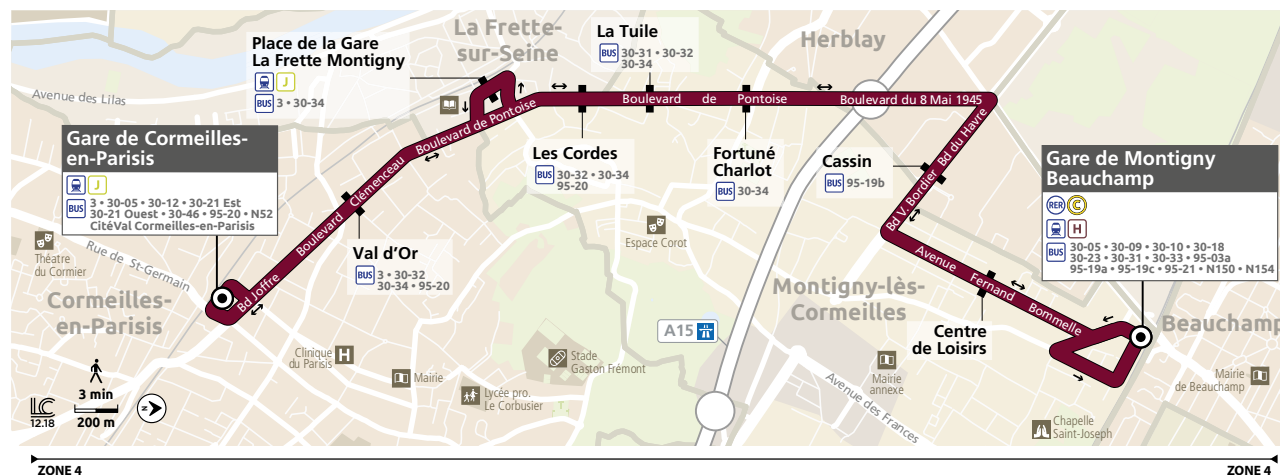 La Frette-
sur-Seine
Herblay
Place de la Gare
La Frette Montigny
J
BUS 3 • 30-34
La Tuile
BUS 30-31 • 30-32
30-34
Avenue des Lilas
Gare de Cormeilles-
en-Parisis
J
BUS 3 • 30-05 • 30-12 • 30-21 Est
30-21 Ouest • 30-46 • 95-20 • N52
CitéVal Cormeilles-en-Parisis
Boulevard de Pontoise
Boulevard de Pontoise
Boulevard du 8 Mai 1945
Bd du Havre
Bd V. Bordier
Boulevard Clémenceau
Bd Joffre
Les Cordes
BUS 30-32 • 30-34
95-20
Fortuné
Charlot
BUS 30-34
Cassin
BUS 95-19b
Gare de Montigny
Beauchamp
RER C
H
BUS 30-05 • 30-09 • 30-10 • 30-18
30-23 • 30-31 • 30-33 • 95-03a
95-19a • 95-19c • 95-21 • N150 • N154
Val d'Or
BUS 3 • 30-32
30-34 • 95-20
Théatre
du Cormier
Rue de St-Germain
Espace Corot
Cormeilles-
en-Parisis
Montigny-lès-
Cormeilles
Avenue Fernand Bommelle
Centre
de Loisirs
Beauchamp
A15
Clinique
du Parisis
H
Mairie
Stade
Gaston Frémont
Lycée pro.
Le Corbusier
Mairie
annexe
Avenue des Frances
Mairie
de Beauchamp
Chapelle
Saint-Joseph
3 min
200 m
LC
12.18
N
ZONE 4
ZONE 4